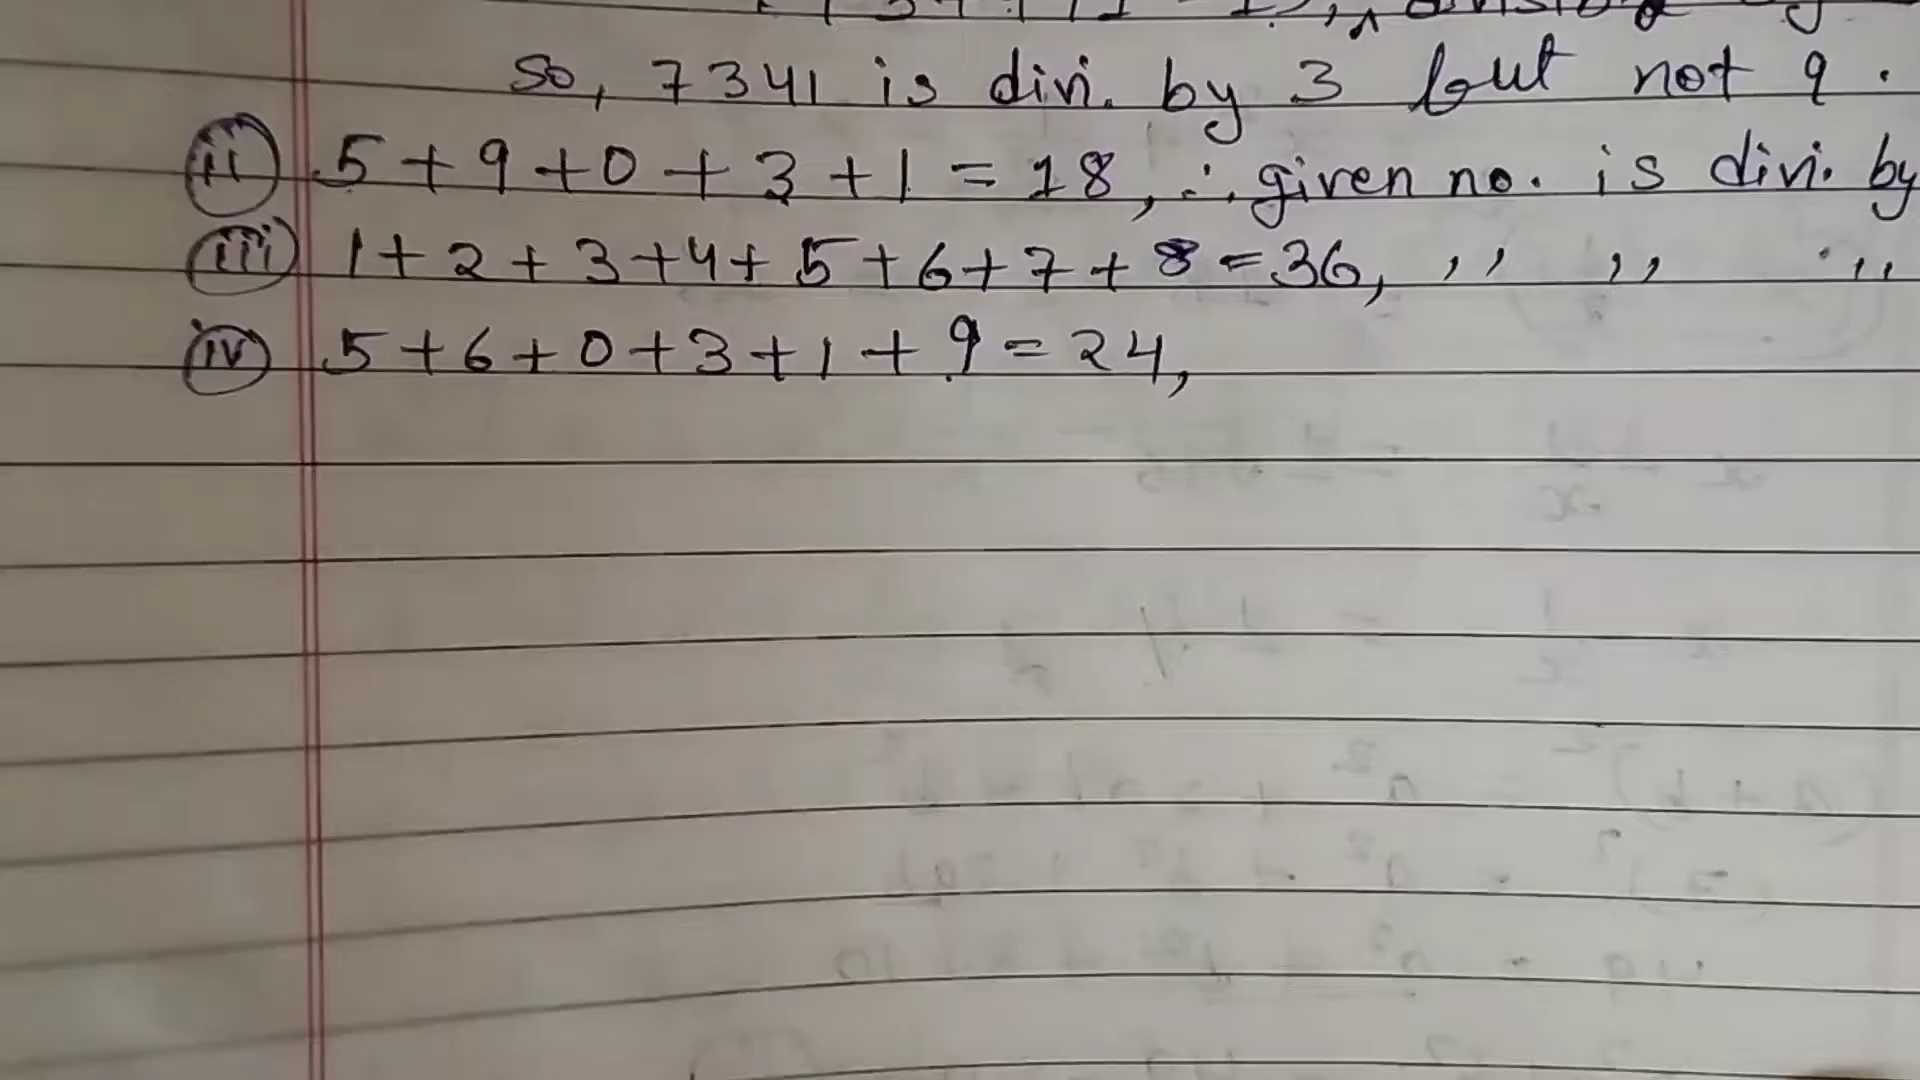 so, 7341 is divi. by 3 but not 9.
ii 5+9+0+3+1=18, ∴ given no. is divi. by
iii 1+2+3+4+5+6+7+8=36, ,, ,, ,,
iv 5+6+0+3+1+9=24,